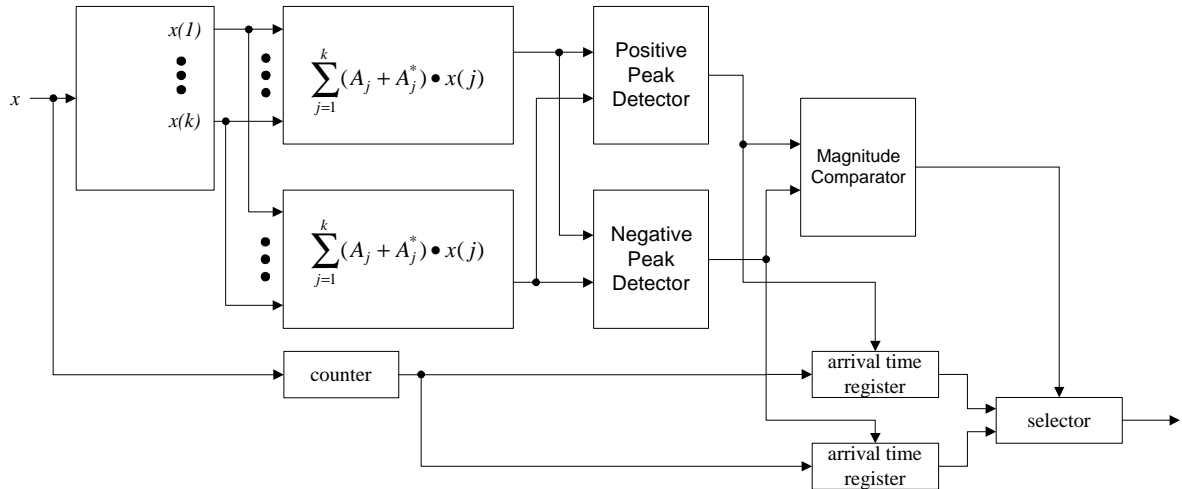 x
x(1)
x(k)
k
∑(A_j + A_j^*) • x(j)
j=1
k
∑(A_j + A_j^*) • x(j)
j=1
Positive
Peak
Detector
Negative
Peak
Detector
Magnitude
Comparator
counter
arrival time
register
arrival time
register
selector